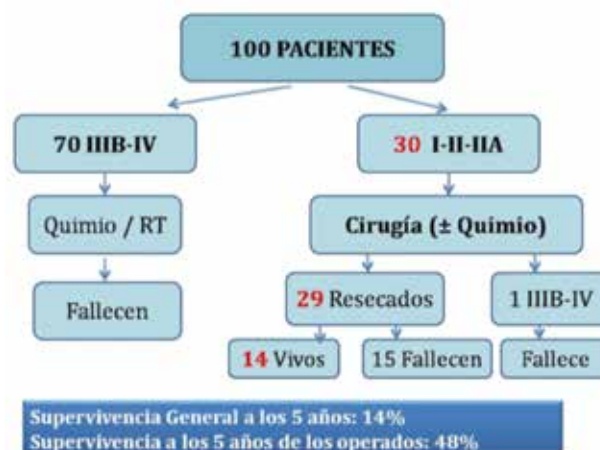 100 PACIENTES
70 IIIB-IV
30 I-II-IIA
Quimio / RT
Cirugía (± Quimio)
Fallecen
29 Resecados
1 IIIB-IV
14 Vivos
15 Fallecen
Fallece
Supervivencia General a los 5 años: 14%
Supervivencia a los 5 años de los operados: 48%